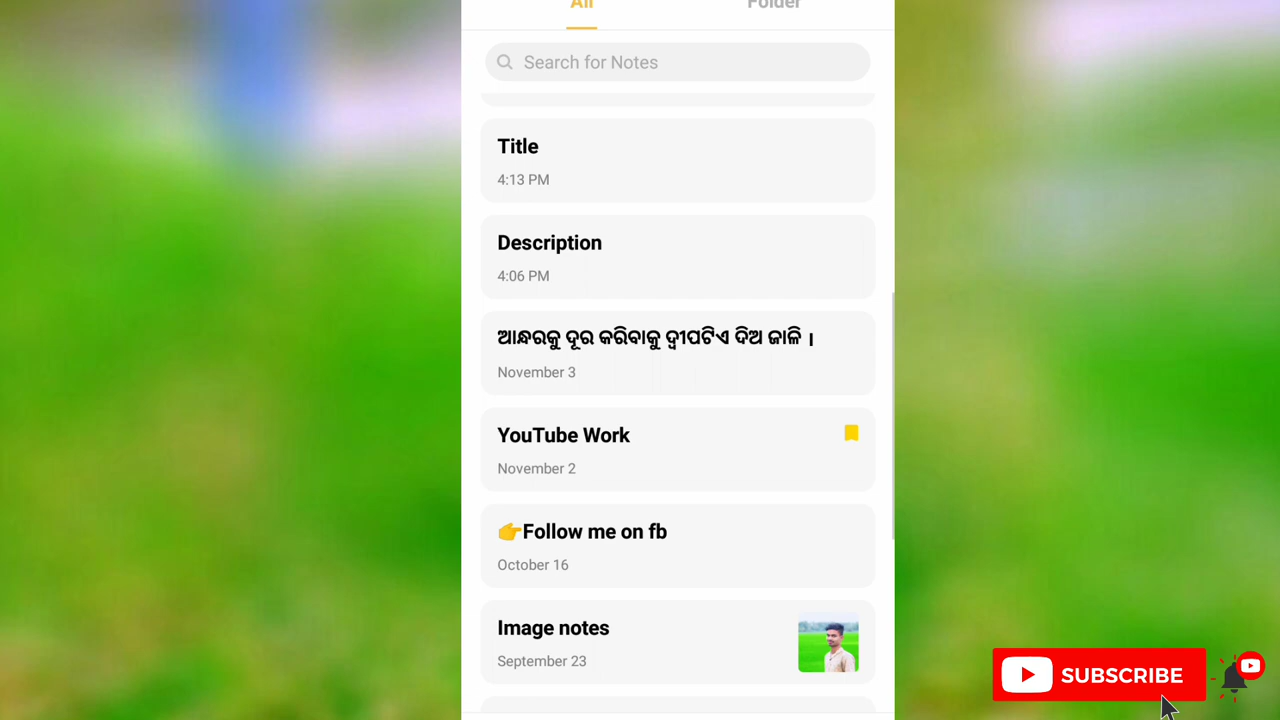 All
Folder
Search for Notes
Title
4:13 PM
Description
4:06 PM
ଆନ୍ଧରକୁ ଦୂର କରିବାକୁ ଦ୍ୱୀପଟିଏ ଦିଅ ଜାଳି ।
November 3
YouTube Work
November 2
👉Follow me on fb
October 16
Image notes
September 23
SUBSCRIBE